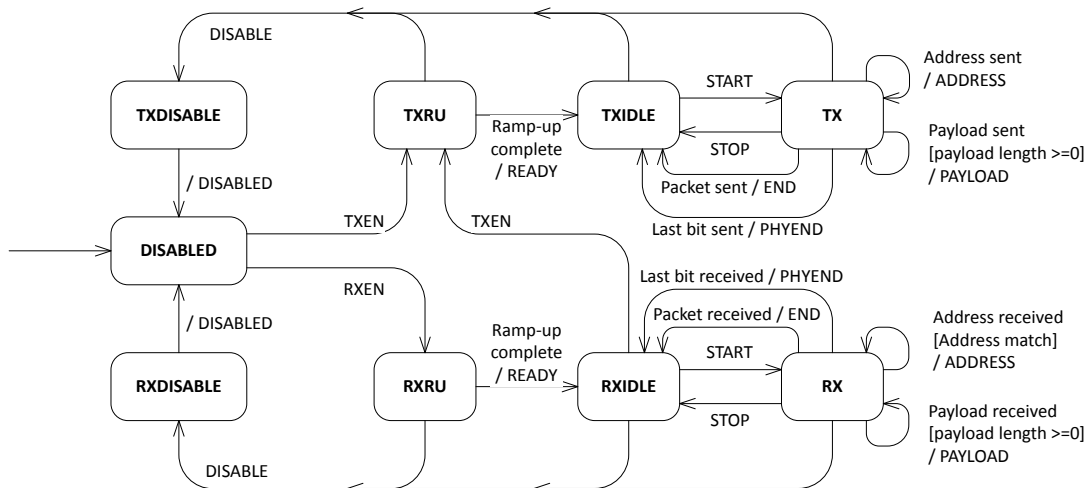 DISABLE
Address sent
/ ADDRESS
START
TXDISABLE
TXRU
TXIDLE
TX
Ramp-up
complete
/ READY
STOP
Payload sent
[payload length >=0]
/ PAYLOAD
Packet sent / END
/ DISABLED
TXEN
TXEN
Last bit sent / PHYEND
DISABLED
Last bit received / PHYEND
RXEN
Packet received / END
/ DISABLED
Ramp-up
complete
/ READY
START
Address received
[Address match]
/ ADDRESS
RXDISABLE
RXRU
RXIDLE
RX
STOP
Payload received
[payload length >=0]
/ PAYLOAD
DISABLE